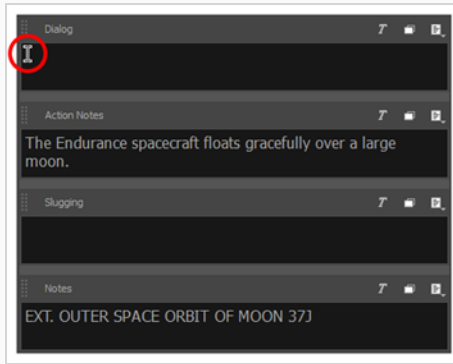 Dialog
Action Notes
The Endurance spacecraft floats gracefully over a large
moon.
Slugging
Notes
EXT. OUTER SPACE ORBIT OF MOON 37J